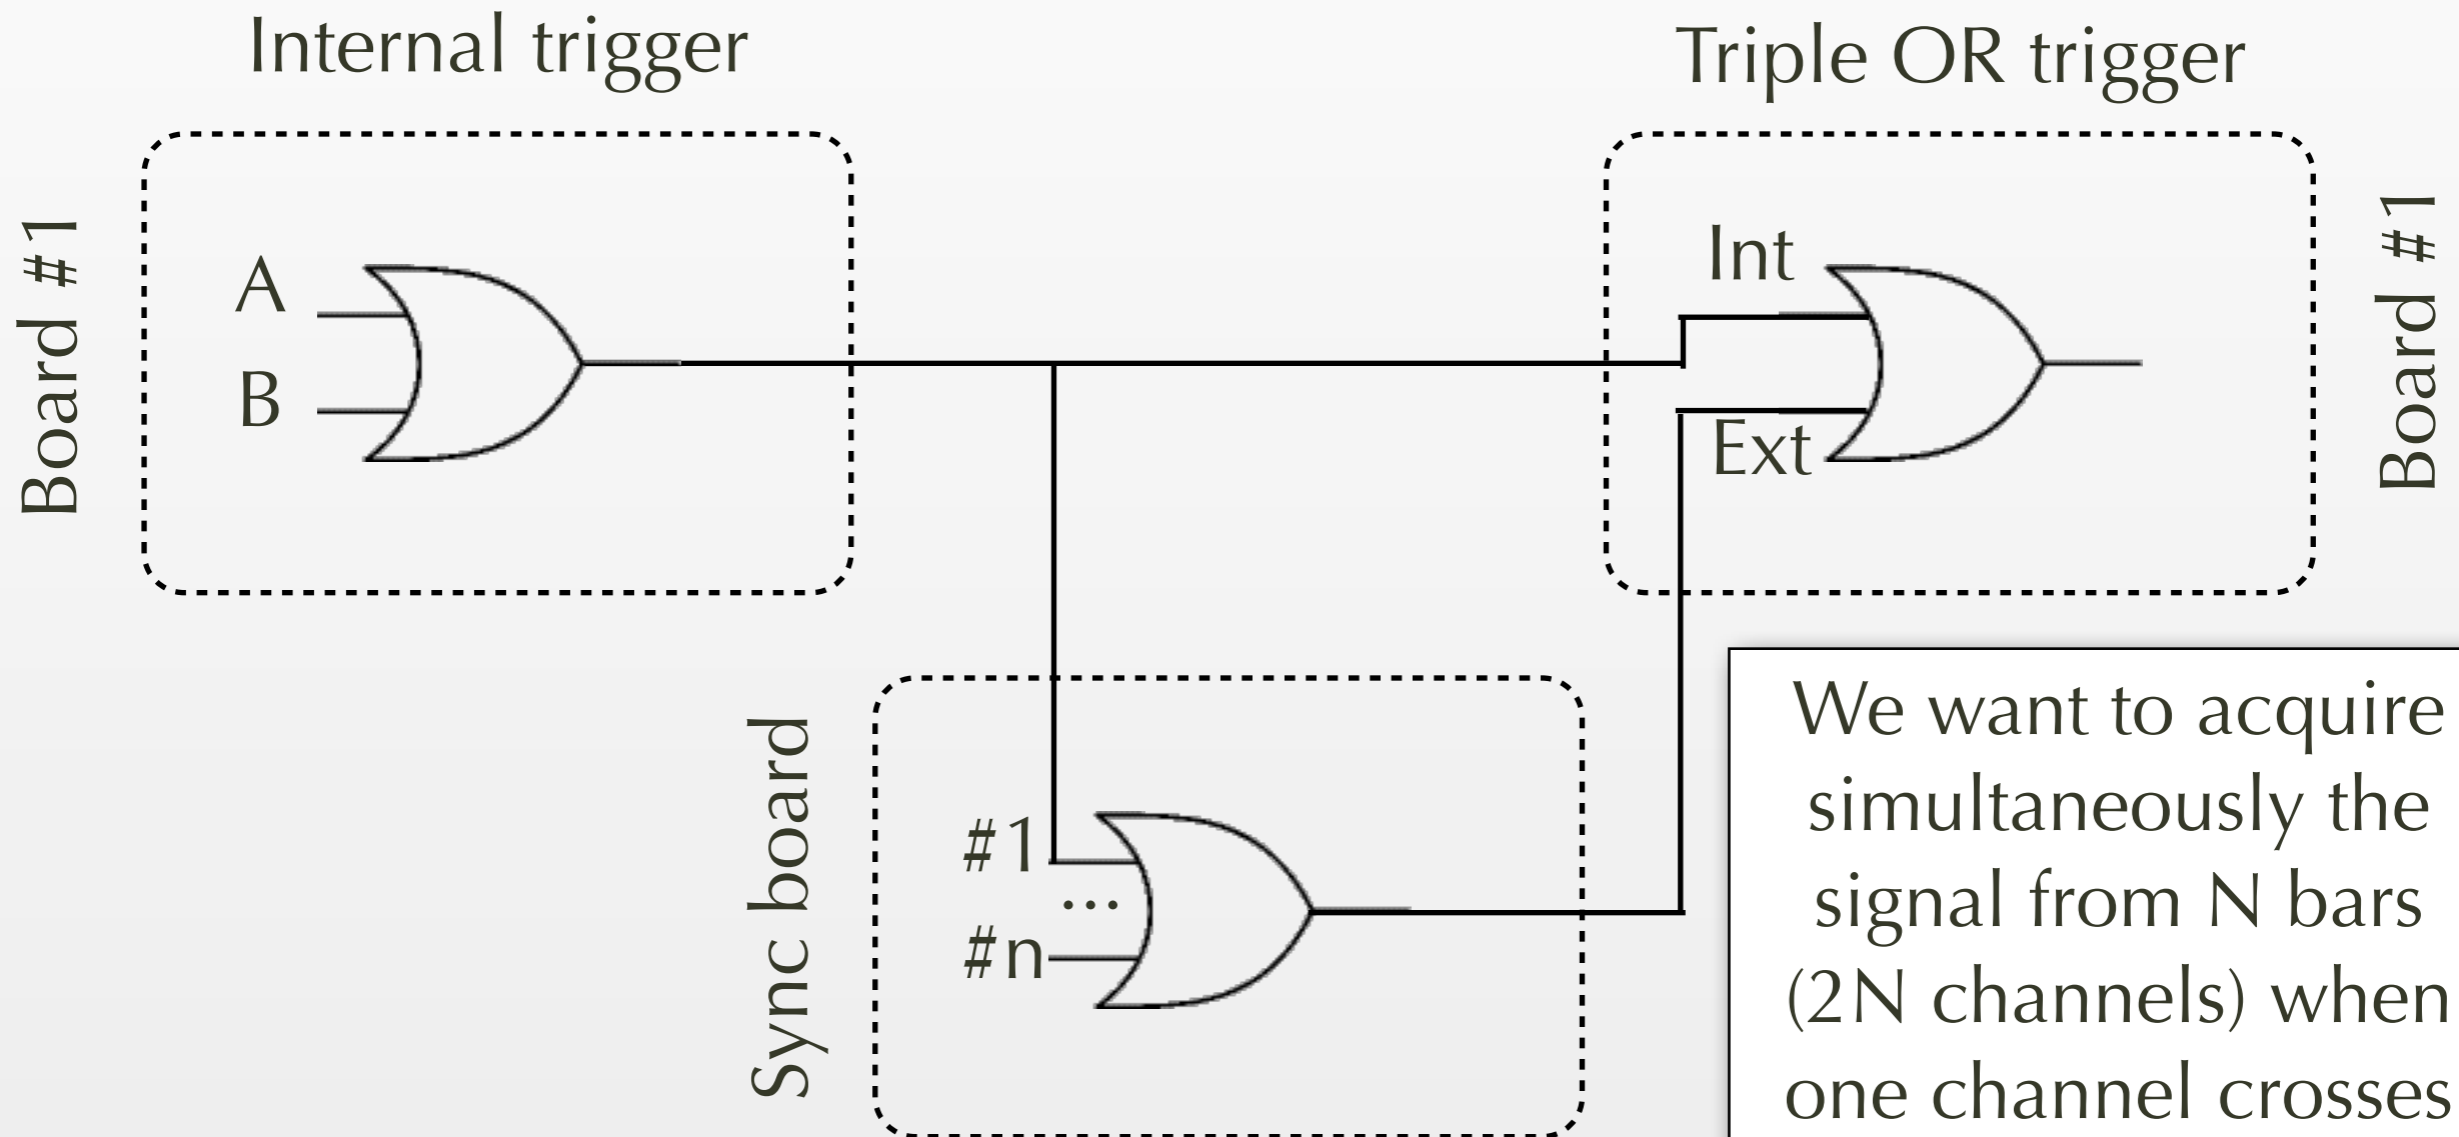 Internal trigger
Triple OR trigger
Board #1
A
B
Int
Ext
Board #1
Sync board
#1
...
#n
We want to acquire
simultaneously the
signal from N bars
(2N channels) when
one channel crosses